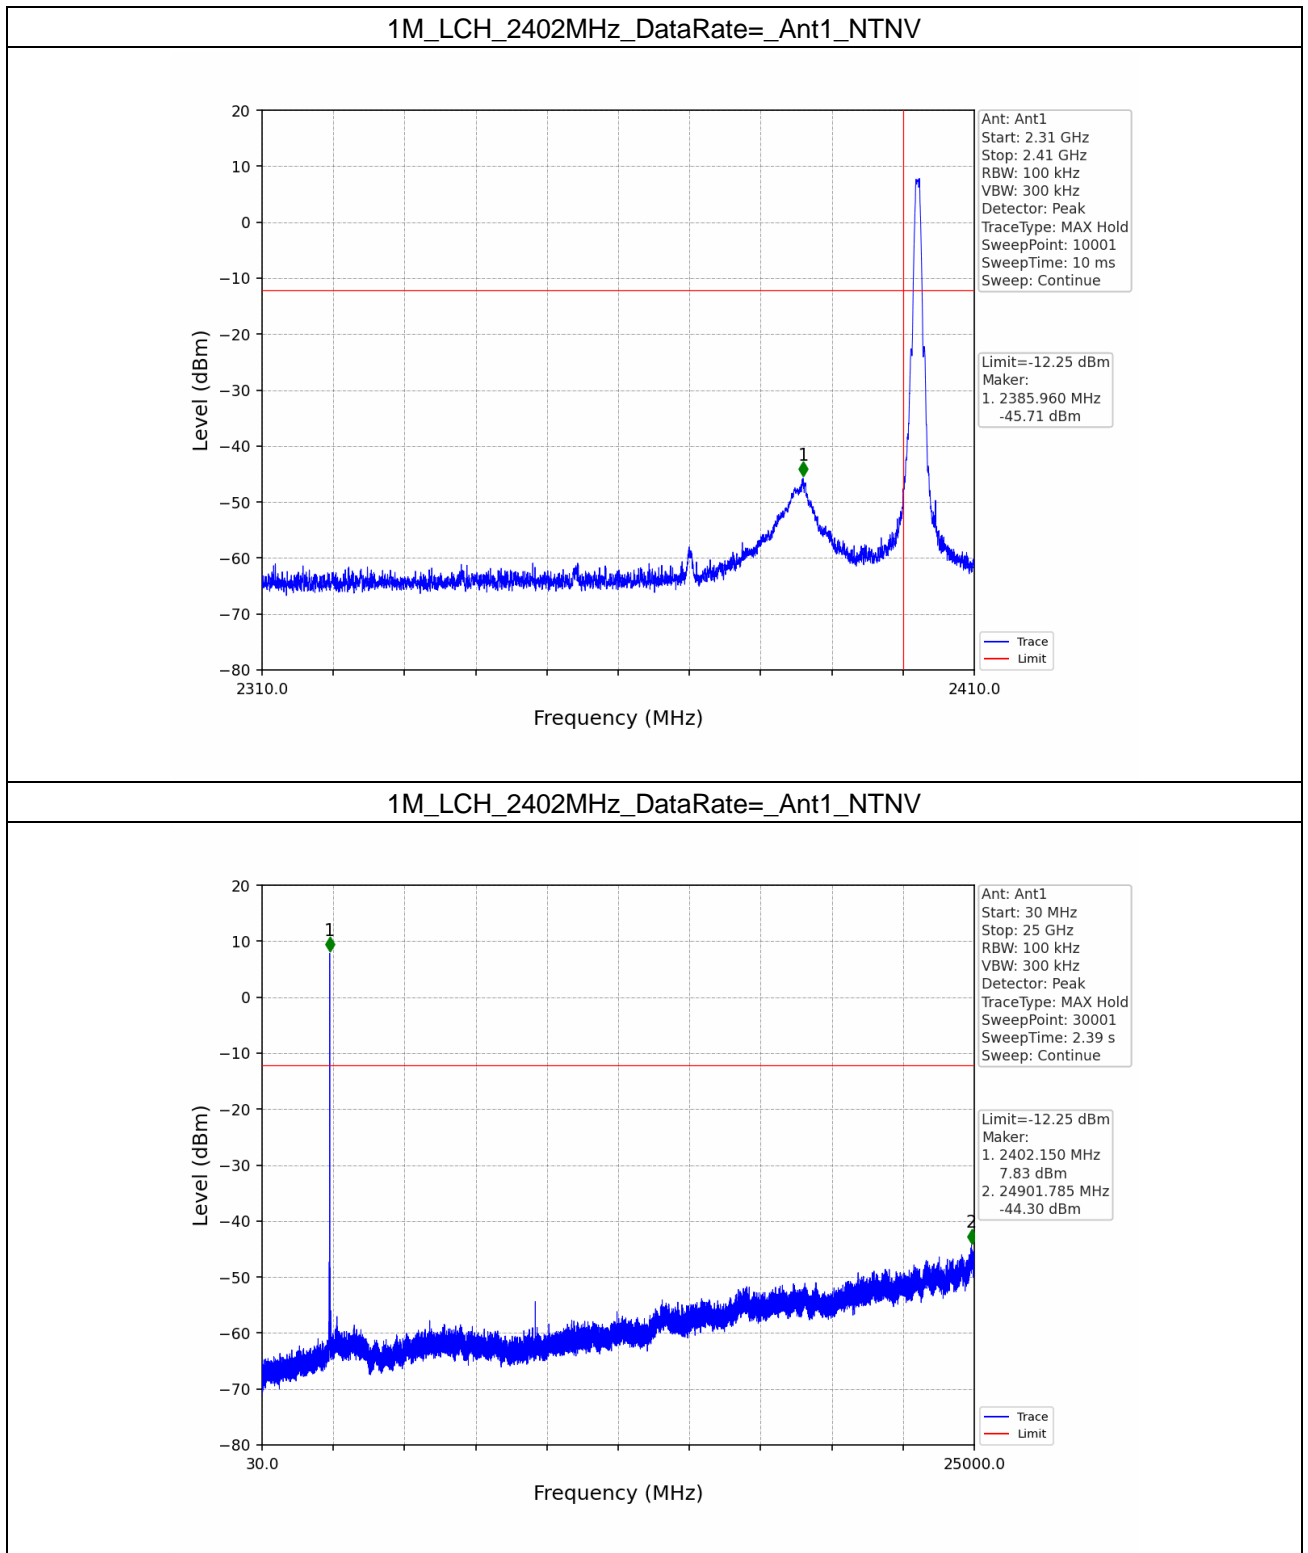 1M_LCH_2402MHz_DataRate=_Ant1_NTNV
20
10
0
−10
−20
−30
−40
−50
−60
−70
−80
Level (dBm)
1
2310.0
2410.0
Frequency (MHz)
Ant: Ant1
Start: 2.31 GHz
Stop: 2.41 GHz
RBW: 100 kHz
VBW: 300 kHz
Detector: Peak
TraceType: MAX Hold
SweepPoint: 10001
SweepTime: 10 ms
Sweep: Continue
Limit=-12.25 dBm
Maker:
1. 2385.960 MHz
-45.71 dBm
Trace
Limit
1M_LCH_2402MHz_DataRate=_Ant1_NTNV
20
10
0
−10
−20
−30
−40
−50
−60
−70
−80
Level (dBm)
1
2
30.0
25000.0
Frequency (MHz)
Ant: Ant1
Start: 30 MHz
Stop: 25 GHz
RBW: 100 kHz
VBW: 300 kHz
Detector: Peak
TraceType: MAX Hold
SweepPoint: 30001
SweepTime: 2.39 s
Sweep: Continue
Limit=-12.25 dBm
Maker:
1. 2402.150 MHz
7.83 dBm
2. 24901.785 MHz
-44.30 dBm
Trace
Limit